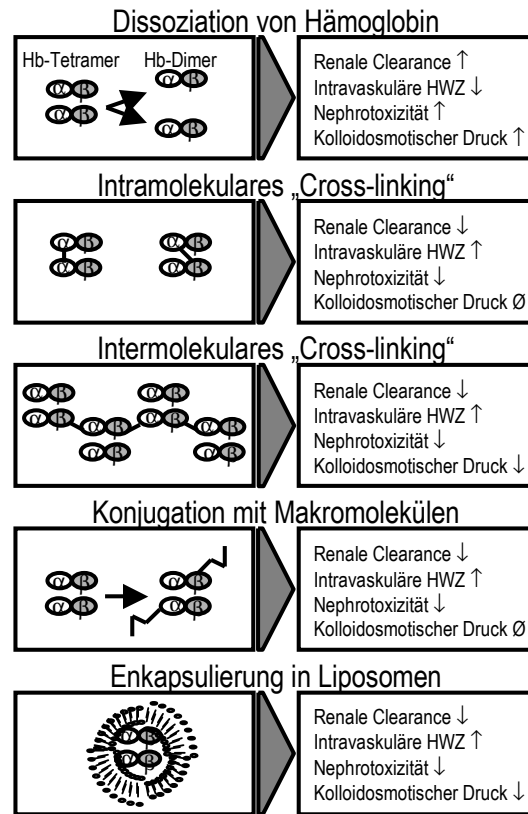 Dissoziation von Hämoglobin
Hb-Tetramer Hb-Dimer
α β α β
α β
α β α β
Renale Clearance ↑
Intravaskuläre HWZ ↓
Nephrotoxizität ↑
Kolloidosmotischer Druck ↑
Intramolekulares „Cross-linking“
α β α β
α β α β
Renale Clearance ↓
Intravaskuläre HWZ ↑
Nephrotoxizität ↓
Kolloidosmotischer Druck Ø
Intermolekulares „Cross-linking“
α β α β
α β α β α β α β
α β α β
Renale Clearance ↓
Intravaskuläre HWZ ↑
Nephrotoxizität ↓
Kolloidosmotischer Druck ↓
Konjugation mit Makromolekülen
α β α β
α β α β
Renale Clearance ↓
Intravaskuläre HWZ ↑
Nephrotoxizität ↓
Kolloidosmotischer Druck Ø
Enkapsulierung in Liposomen
α β
α β
Renale Clearance ↓
Intravaskuläre HWZ ↑
Nephrotoxizität ↓
Kolloidosmotischer Druck ↓